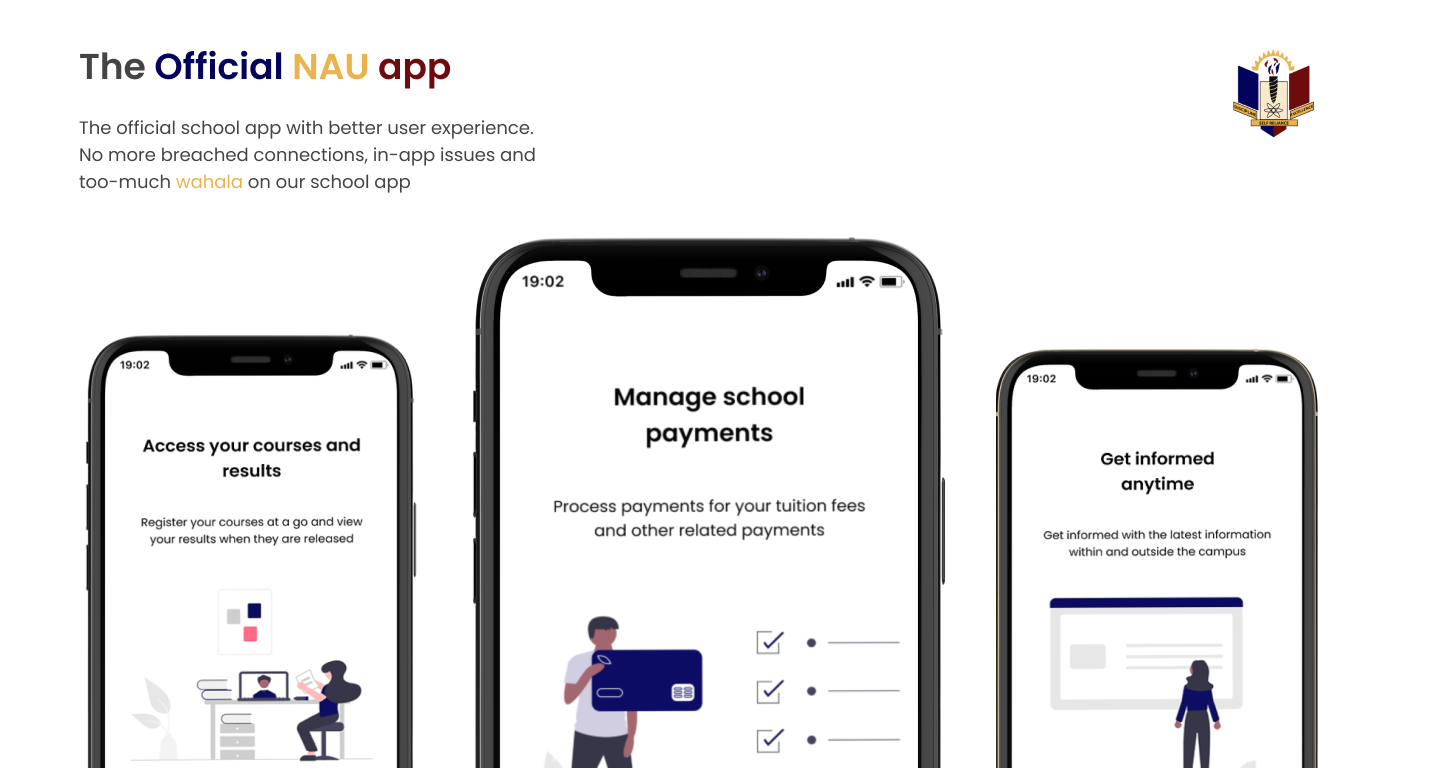 The Official NAU app
The official school app with better user experience.
No more breached connections, in-app issues and
too-much wahala on our school app
DISCIPLINE
SELF RELIANCE
EXCELLENCE
19:02
Access your courses and
results
Register your courses at a go and view
your results when they are released
19:02
Manage school
payments
Process payments for your tuition fees
and other related payments
19:02
Get informed
anytime
Get informed with the latest information
within and outside the campus